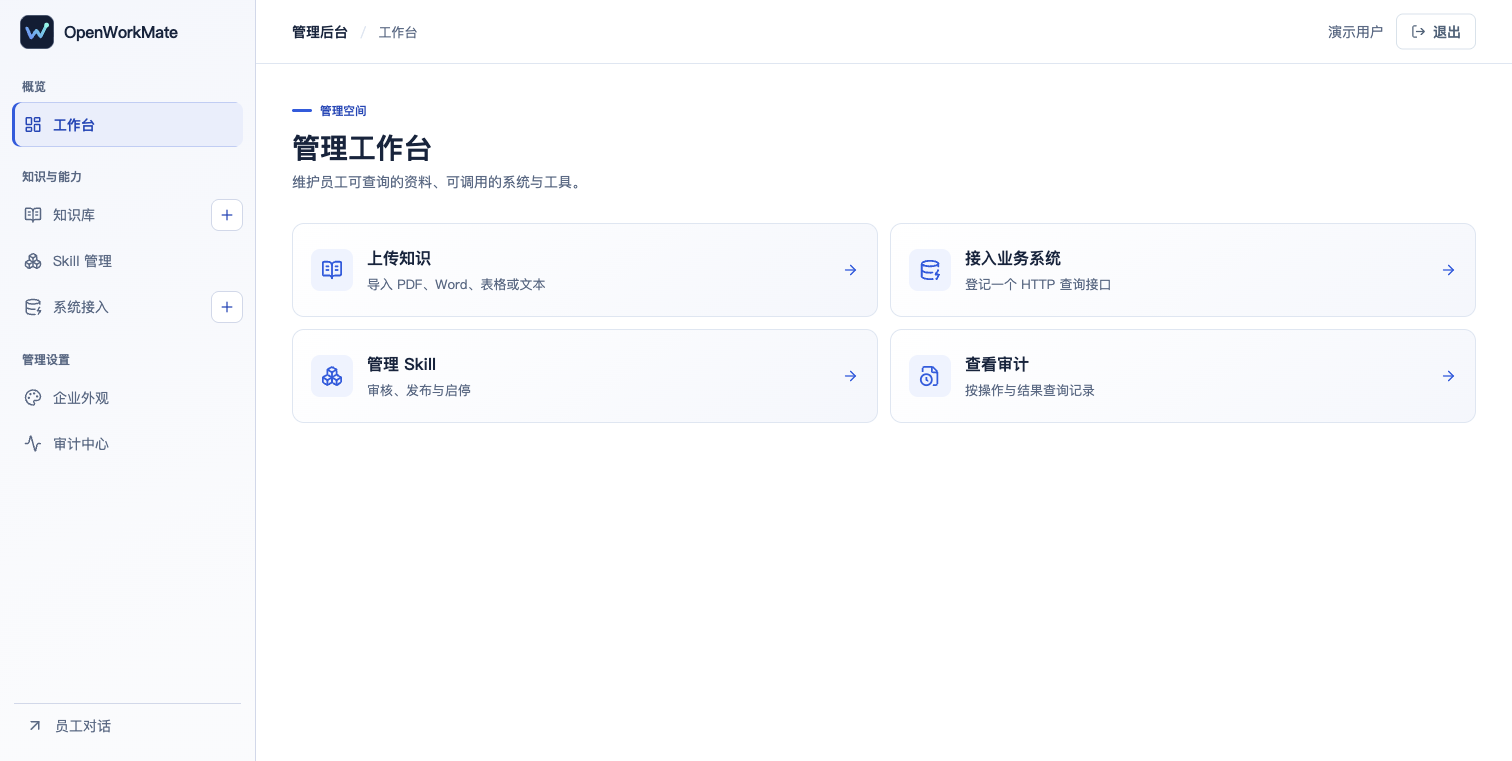 OpenWorkMate
概览
工作台
知识与能力
知识库
Skill 管理
系统接入
管理设置
企业外观
审计中心
员工对话
管理后台 / 工作台
演示用户
退出
管理空间
管理工作台
维护员工可查询的资料、可调用的系统与工具。
上传知识
导入 PDF、Word、表格或文本
接入业务系统
登记一个 HTTP 查询接口
管理 Skill
审核、发布与启停
查看审计
按操作与结果查询记录